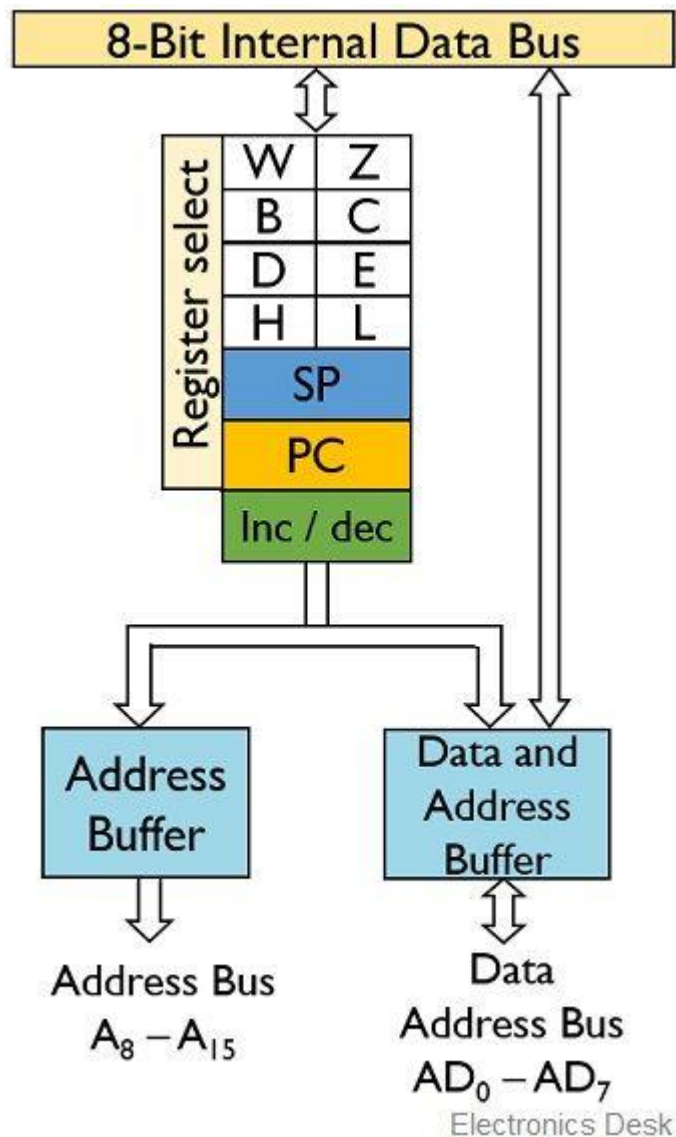 8-Bit Internal Data Bus
Register select
W Z
B C
D E
H L
SP
PC
Inc / dec
Address
Buffer
Data and
Address
Buffer
Address Bus
A₈ – A₁₅
Data
Address Bus
AD₀ – AD₇
Electronics Desk